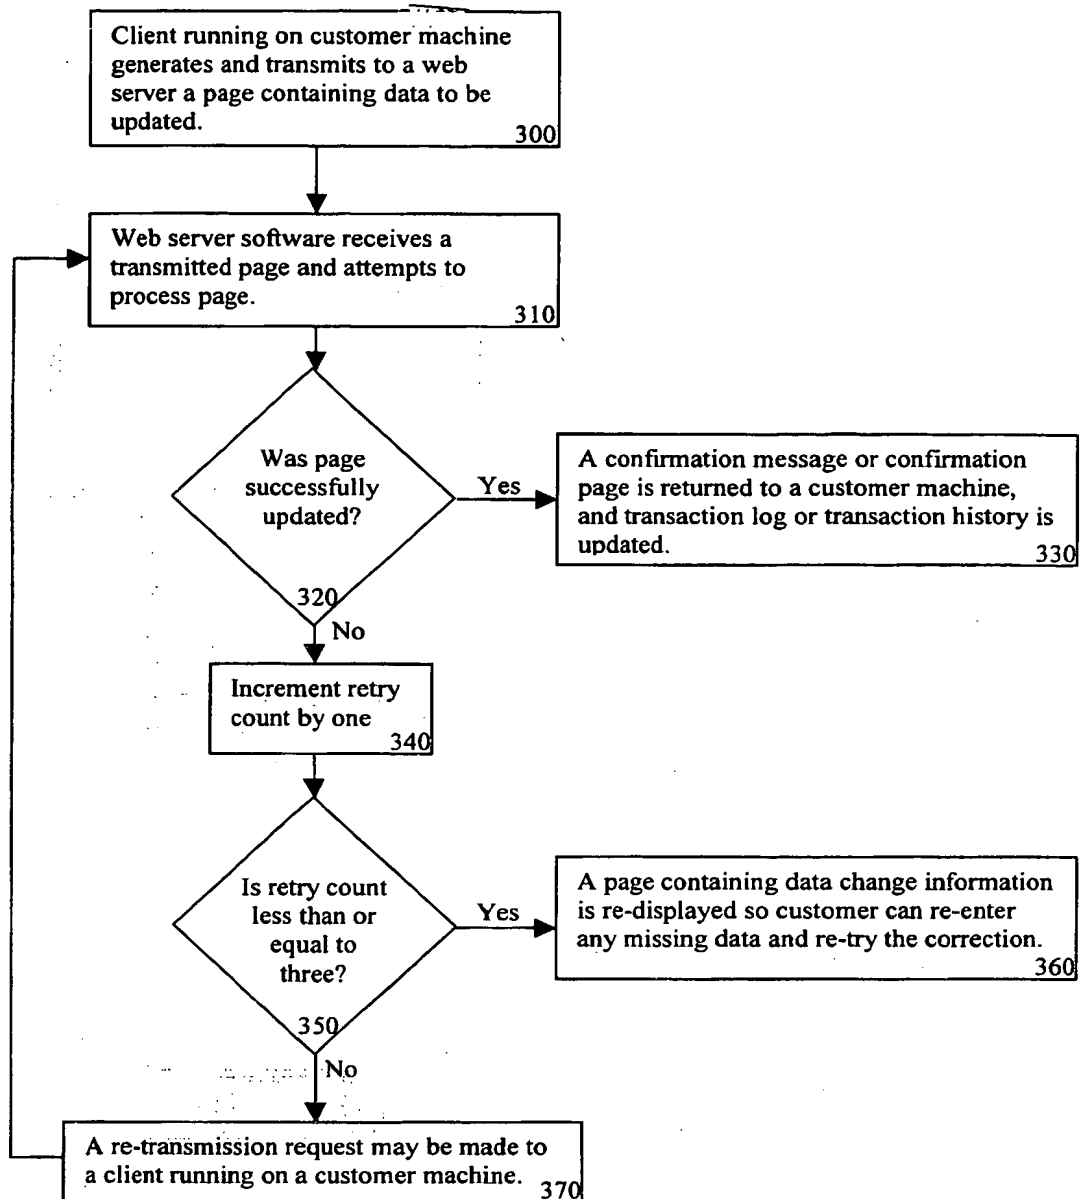 Client running on customer machine
generates and transmits to a web
server a page containing data to be
updated.
300
Web server software receives a
transmitted page and attempts to
process page.
310
Was page
successfully
updated?
320
Yes
A confirmation message or confirmation
page is returned to a customer machine,
and transaction log or transaction history is
updated.
330
No
Increment retry
count by one
340
Is retry count
less than or
equal to
three?
350
Yes
A page containing data change information
is re-displayed so customer can re-enter
any missing data and re-try the correction.
360
No
A re-transmission request may be made to
a client running on a customer machine.
370